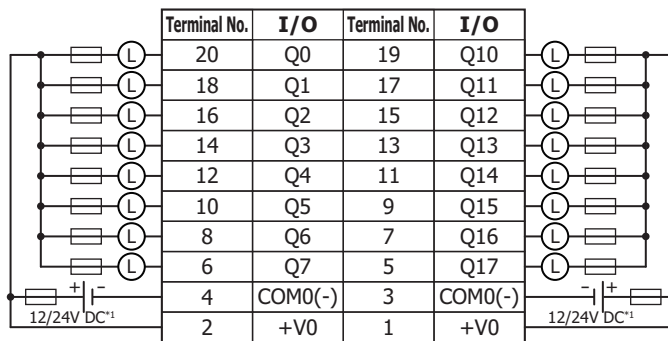 Terminal No. I/O Terminal No. I/O
L 20 Q0 19 Q10 L
L 18 Q1 17 Q11 L
L 16 Q2 15 Q12 L
L 14 Q3 13 Q13 L
L 12 Q4 11 Q14 L
L 10 Q5 9 Q15 L
L 8 Q6 7 Q16 L
L 6 Q7 5 Q17 L
+ − 4 COM0(-) 3 COM0(-) − +
12/24V DC*1 2 +V0 1 +V0 12/24V DC*1